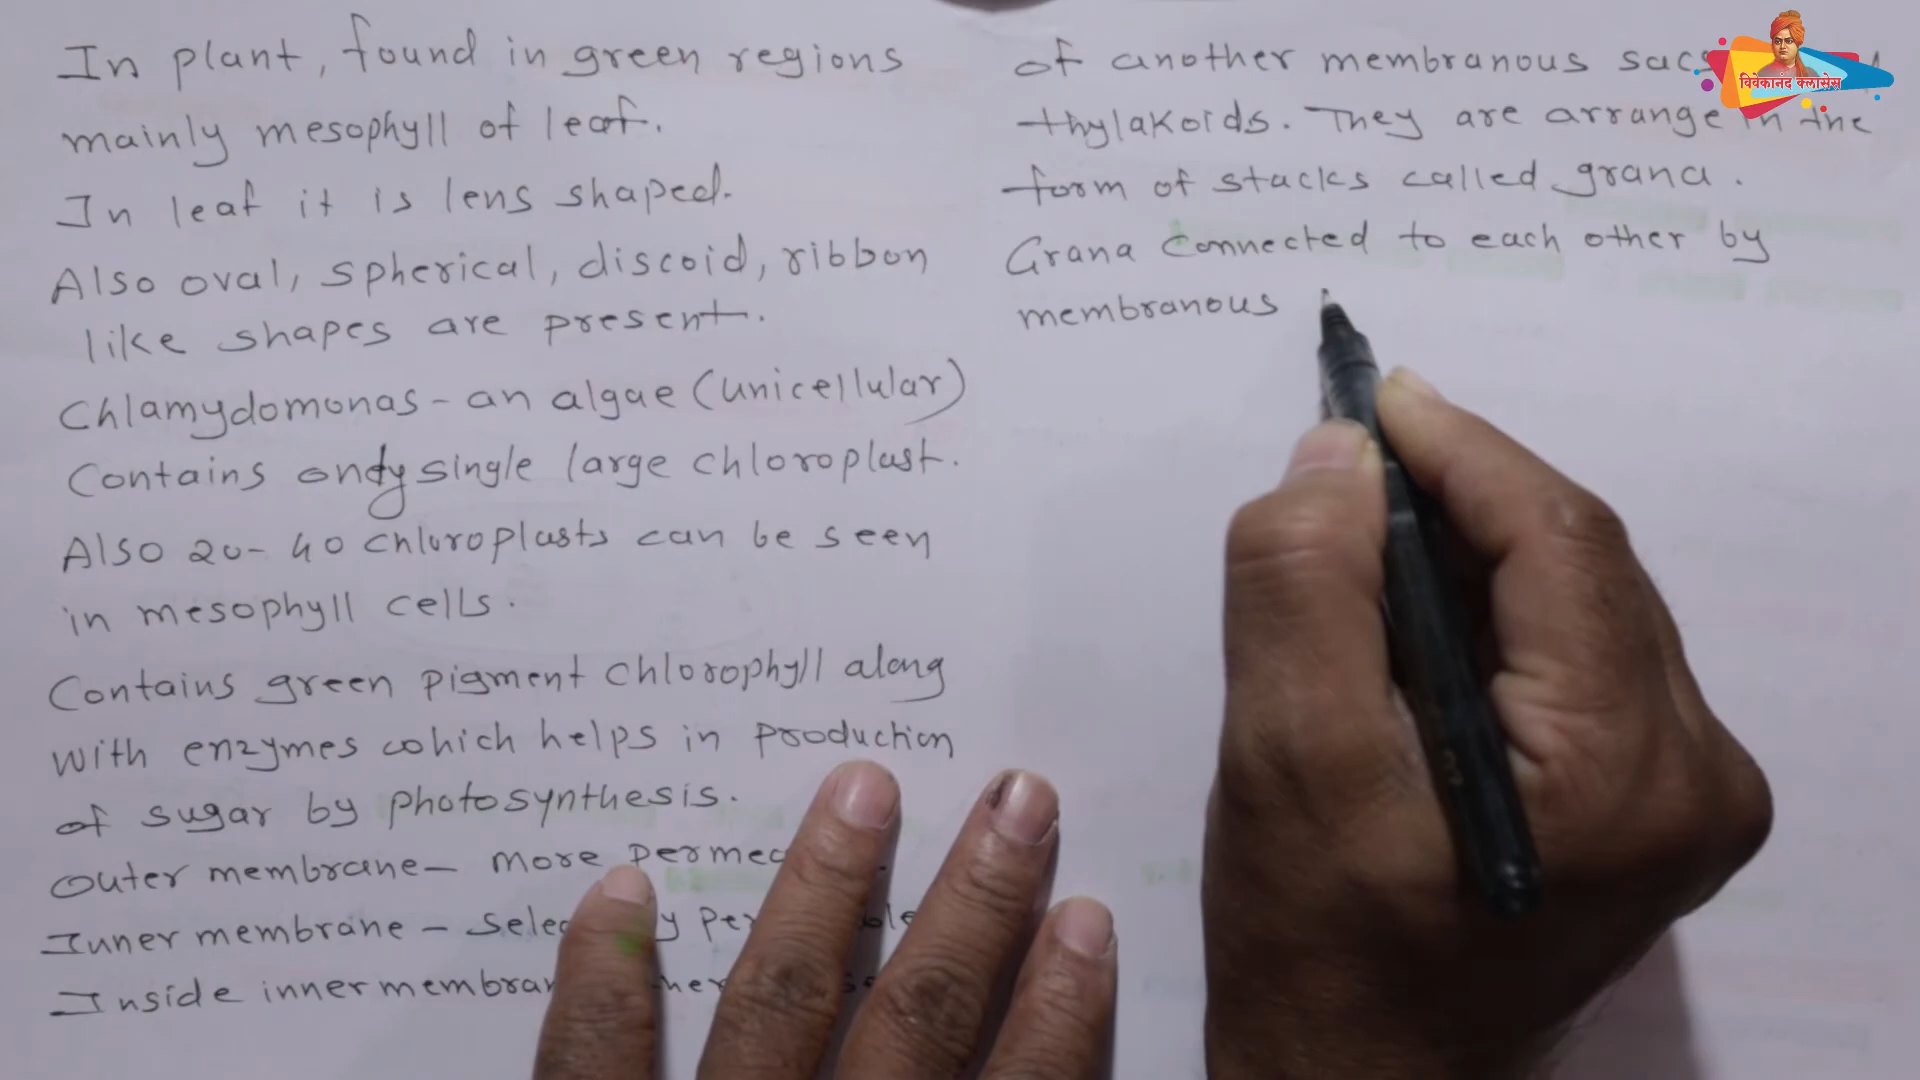 In plant, found in green regions
mainly mesophyll of leaf.
In leaf it is lens shaped.
Also oval, spherical, discoid, ribbon
like shapes are present.
Chlamydomonas - an algae (unicellular)
Contains only single large chloroplast.
Also 20-40 chloroplasts can be seen
in mesophyll cells.
Contains green pigment chlorophyll along
with enzymes which helps in production
of sugar by photosynthesis.
Outer membrane - more
Inner membrane -
Inside inner
of another membranous sacs
thylakoids. They are arrange in the
form of stacks called grana.
Grana connected to each other by
membranous
विवेकानंद क्लासेस